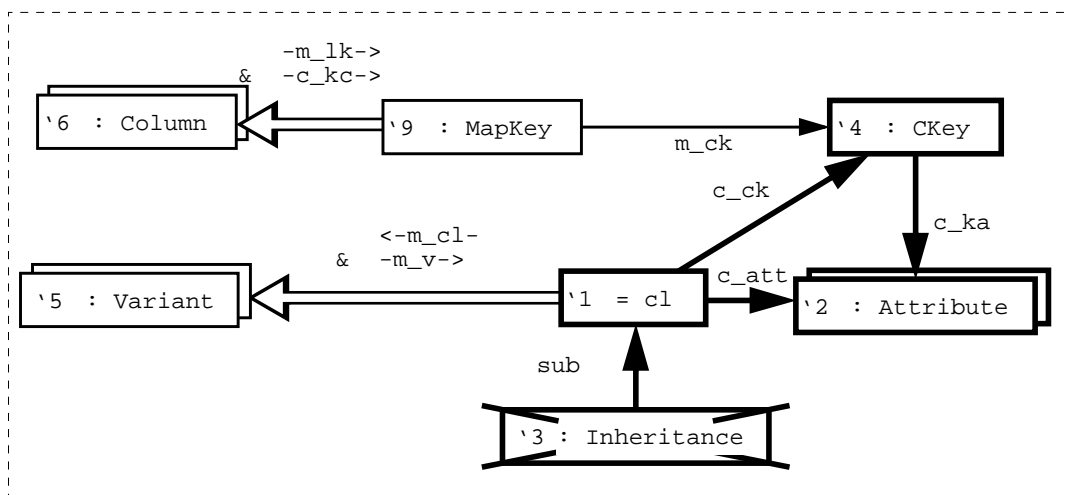 -m_lk->
& -c_kc->
`6 : Column
`9 : MapKey
`4 : CKey
m_ck
c_ck
c_ka
<-m_cl-
& -m_v->
`5 : Variant
`1 = cl
c_att
`2 : Attribute
sub
`3 : Inheritance